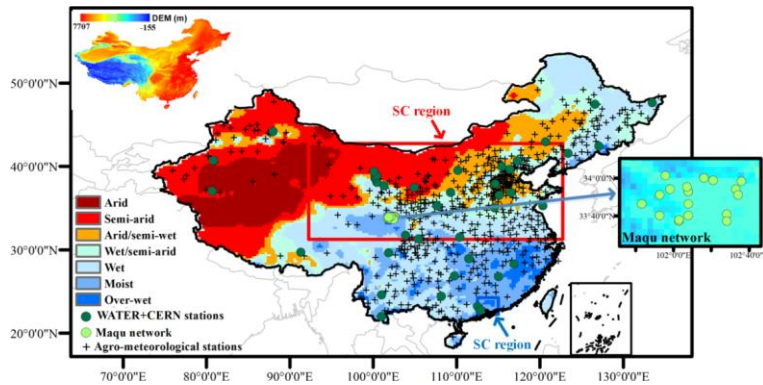 7707 DEM (m) -155
50°0'0"N
40°0'0"N
30°0'0"N
20°0'0"N
SC region
Arid
Semi-arid
Arid/semi-wet
Wet/semi-arid
Wet
Moist
Over-wet
WATER+CERN stations
Maqu network
Agro-meteorological stations
SC region
34°0'0"N
33°40'0"N
Maqu network
102°0'E
102°40'E
70°0'0"E 80°0'0"E 90°0'0"E 100°0'0"E 110°0'0"E 120°0'0"E 130°0'0"E